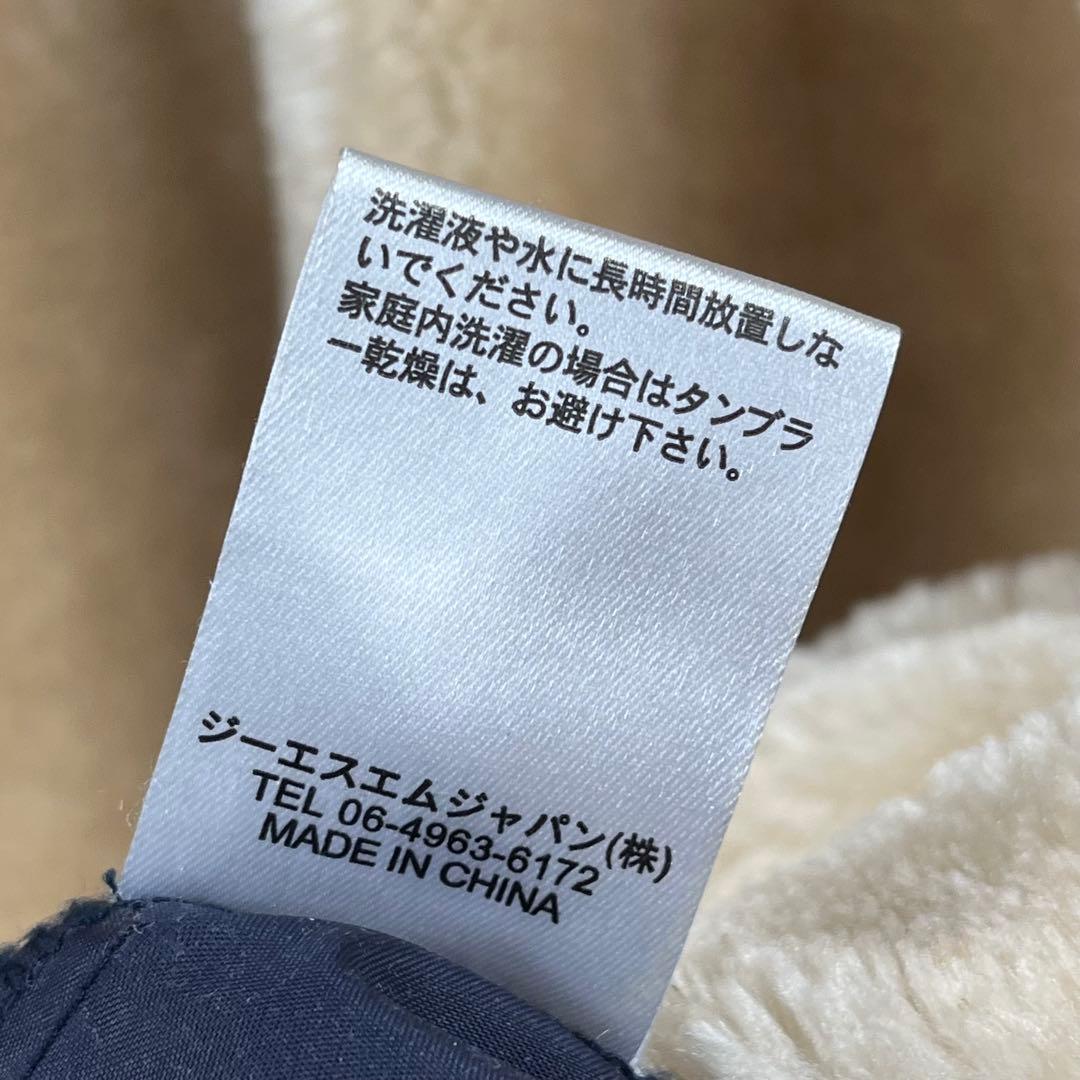 洗濯液や水に長時間放置しな
いでください。
家庭内洗濯の場合はタンブラ
ー乾燥は、お避け下さい。
ジーエスエムジャパン(株)
TEL 06-4963-6172
MADE IN CHINA